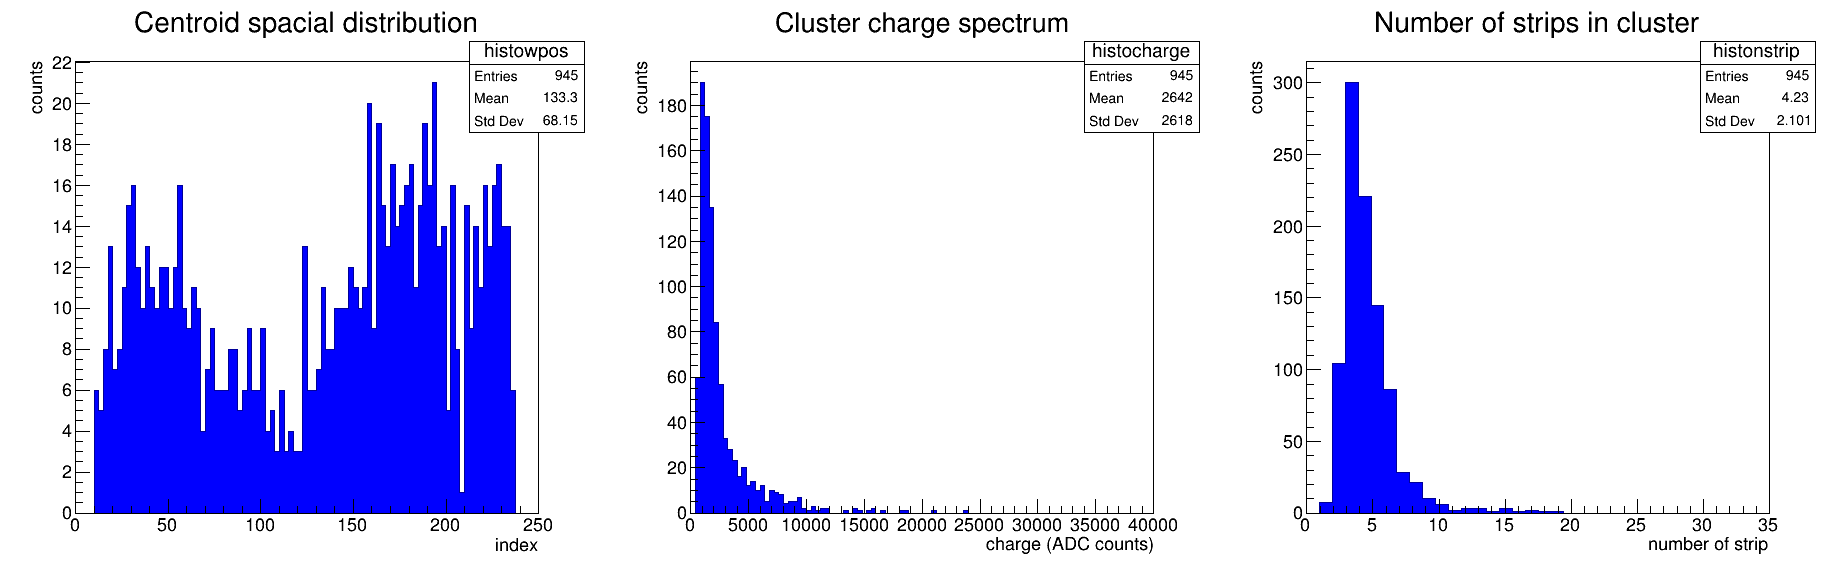 Centroid spacial distribution
histowpos
Entries 945
Mean 133.3
Std Dev 68.15
counts
22
20
18
16
14
12
10
8
6
4
2
0
0 50 100 150 200 250
index
Cluster charge spectrum
histocharge
Entries 945
Mean 2642
Std Dev 2618
counts
180
160
140
120
100
80
60
40
20
0
0 5000 10000 15000 20000 25000 30000 35000 40000
charge (ADC counts)
Number of strips in cluster
histonstrip
Entries 945
Mean 4.23
Std Dev 2.101
counts
300
250
200
150
100
50
0
0 5 10 15 20 25 30 35
number of strip